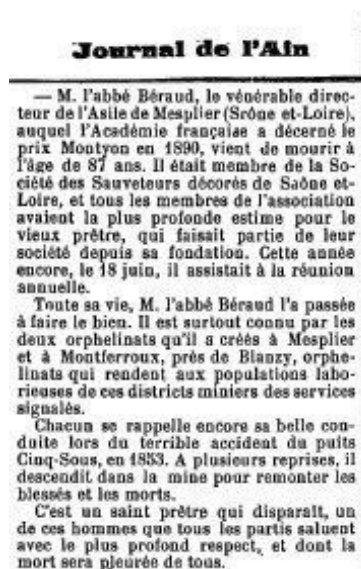 Journal de l'Ain
— M. l'abbé Béraud, le vénérable direc-
teur de l'Asile de Mesplier (Srône et-Loire),
auquel l'Académie française a décerné le
prix Montyon en 1890, vient de mourir à
l'âge de 87 ans. Il était membre de la So-
ciété des Sauveteurs décorés de Saône et-
Loire, et tous les membres de l'association
avaient la plus profonde estime pour le
vieux prêtre, qui faisait partie de leur
société depuis sa fondation. Cette année
encore, le 18 juin, il assistait à la réunion
annuelle.
Toute sa vie, M. l'abbé Béraud l'a passée
à faire le bien. Il est surtout connu par les
deux orphelinats qu'il a créés à Mesplier
et à Montferroux, près de Blanzy, orphe-
linats qui rendent aux populations labo-
rieuses de ces districts miniers des services
signalés.
Chacun se rappelle encore sa belle con-
duite lors du terrible accident du puits
Cinq-Sous, en 1853. A plusieurs reprises, il
descendit dans la mine pour remonter les
blessés et les morts.
C'est un saint prêtre qui disparaît, un
de ces hommes que tous les partis saluent
avec le plus profond respect, et dont la
mort sera pleurée de tous.